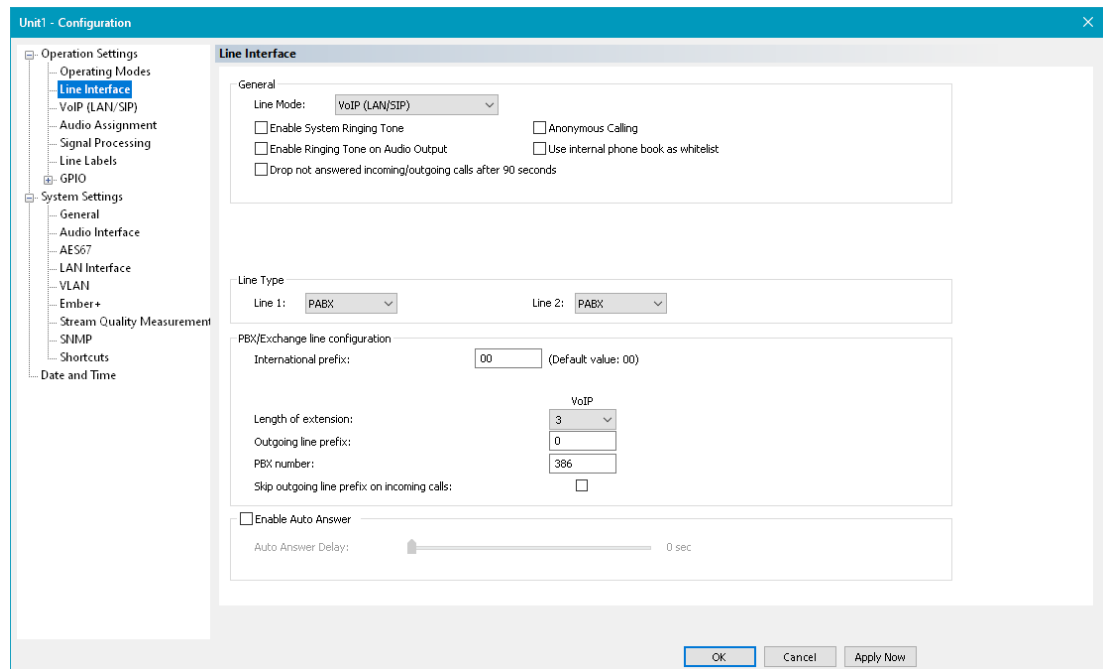 Unit1 - Configuration
Operation Settings
Operating Modes
Line Interface
VoIP (LAN/SIP)
Audio Assignment
Signal Processing
Line Labels
GPIO
System Settings
General
Audio Interface
AES67
LAN Interface
VLAN
Ember+
Stream Quality Measurement
SNMP
Shortcuts
Date and Time
Line Interface
General
Line Mode: VoIP (LAN/SIP)
Enable System Ringing Tone Anonymous Calling
Enable Ringing Tone on Audio Output Use internal phone book as whitelist
Drop not answered incoming/outgoing calls after 90 seconds
Line Type
Line 1: PABX Line 2: PABX
PBX/Exchange line configuration
International prefix: 00 (Default value: 00)
VoIP
Length of extension: 3
Outgoing line prefix: 0
PBX number: 386
Skip outgoing line prefix on incoming calls:
Enable Auto Answer
Auto Answer Delay: 0 sec
OK Cancel Apply Now